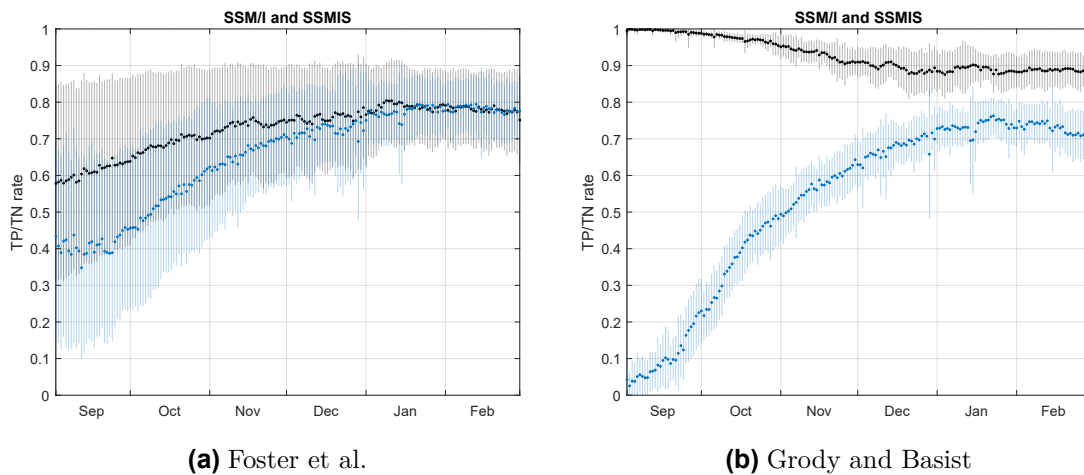 SSM/I and SSMIS
TP/TN rate
1
0.9
0.8
0.7
0.6
0.5
0.4
0.3
0.2
0.1
0
Sep Oct Nov Dec Jan Feb
(a) Foster et al.
SSM/I and SSMIS
TP/TN rate
1
0.9
0.8
0.7
0.6
0.5
0.4
0.3
0.2
0.1
0
Sep Oct Nov Dec Jan Feb
(b) Grody and Basist